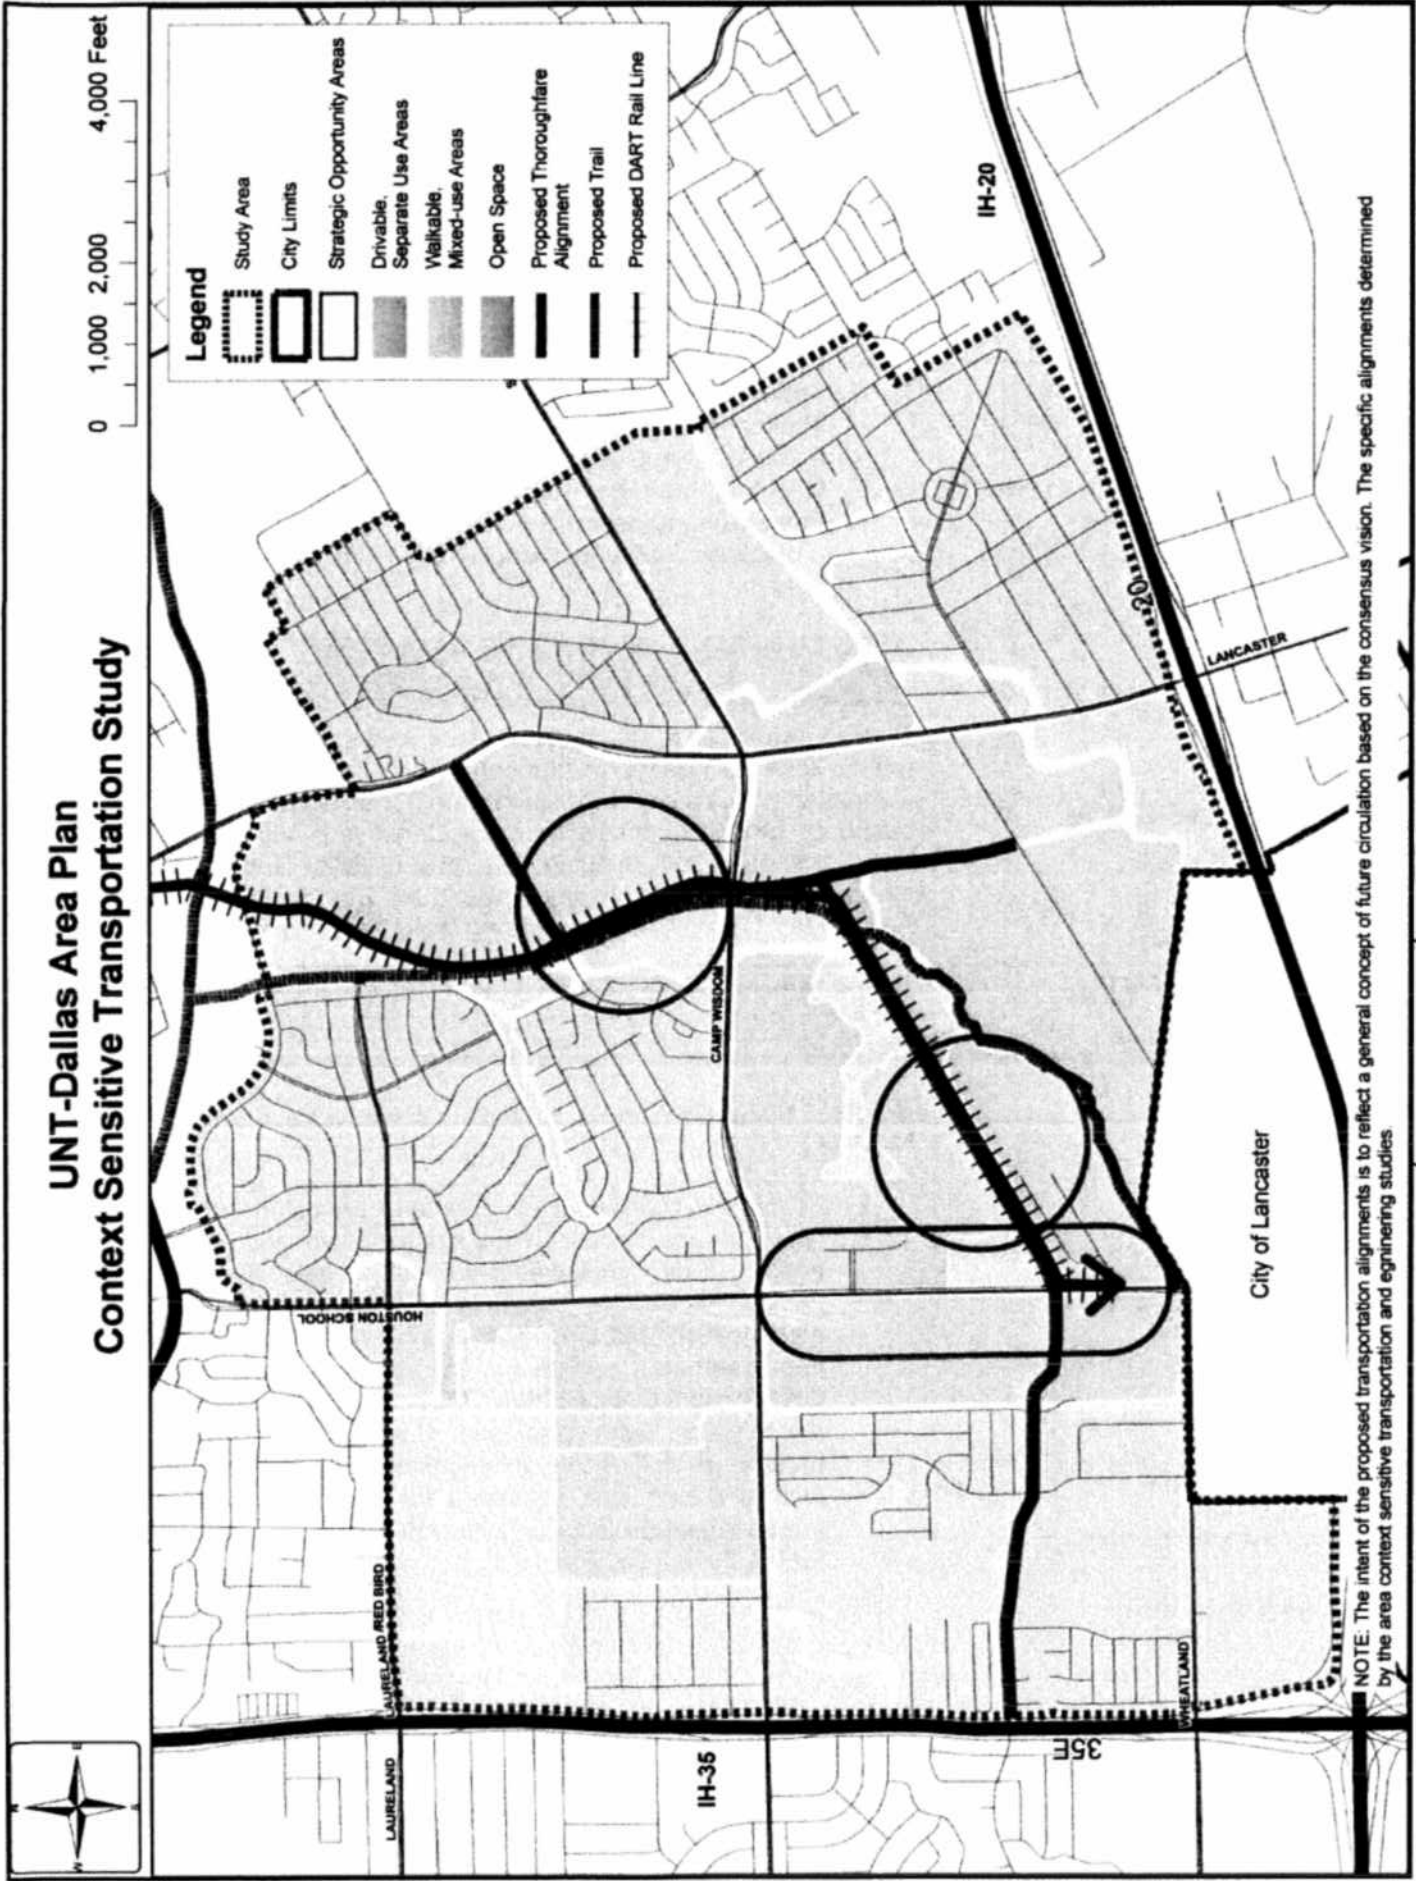 UNT-Dallas Area Plan
Context Sensitive Transportation Study
0 1,000 2,000 4,000 Feet
N
W E
Legend
Study Area
City Limits
Strategic Opportunity Areas
Drivable,
Separate Use Areas
Walkable,
Mixed-use Areas
Open Space
Proposed Thoroughfare
Alignment
Proposed Trail
Proposed DART Rail Line
LAURELAND
LAURELAND /RED BIRD
HOUSTON SCHOOL
CAMP WISDOM
IH-35
IH-20
35E
WHEATLAND
20
LANCASTER
City of Lancaster
NOTE: The intent of the proposed transportation alignments is to reflect a general concept of future circulation based on the consensus vision. The specific alignments determined
by the area context sensitive transportation and egninering studies.